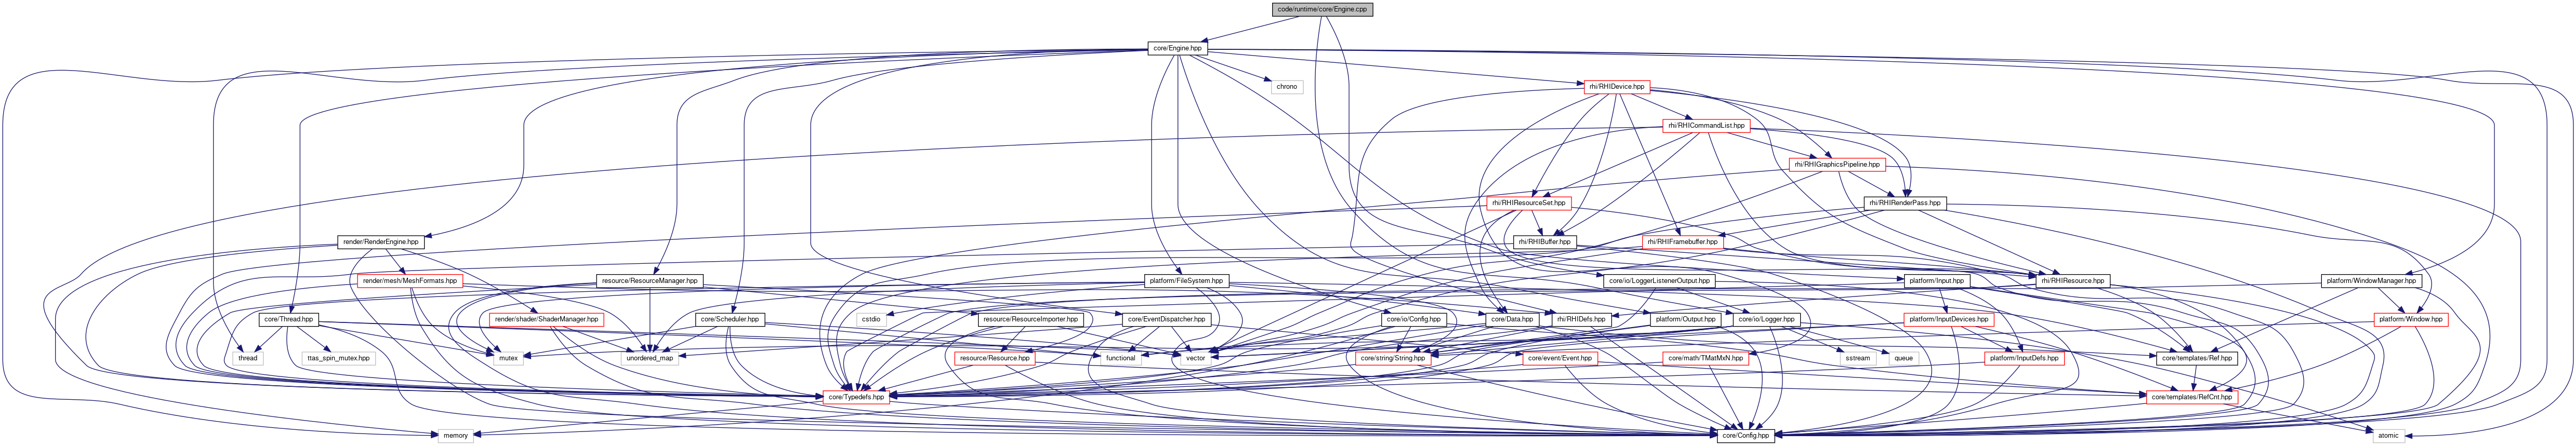 code/runtime/core/Engine.cpp
core/Engine.hpp
chrono
rhi/RHIDevice.hpp
rhi/RHICommandList.hpp
rhi/RHIGraphicsPipeline.hpp
rhi/RHIResourceSet.hpp
rhi/RHIRenderPass.hpp
render/RenderEngine.hpp
rhi/RHIBuffer.hpp
rhi/RHIFramebuffer.hpp
render/mesh/MeshFormats.hpp
resource/ResourceManager.hpp
platform/FileSystem.hpp
core/io/LoggerListenerOutput.hpp
platform/Input.hpp
rhi/RHIResource.hpp
platform/WindowManager.hpp
core/Thread.hpp
cstdio
render/shader/ShaderManager.hpp
core/Scheduler.hpp
resource/ResourceImporter.hpp
core/EventDispatcher.hpp
core/io/Config.hpp
core/Data.hpp
rhi/RHIDefs.hpp
platform/Output.hpp
core/io/Logger.hpp
platform/InputDevices.hpp
platform/Window.hpp
thread
ttas_spin_mutex.hpp
mutex
unordered_map
resource/Resource.hpp
functional
vector
core/event/Event.hpp
core/string/String.hpp
core/math/TMatMxN.hpp
sstream
queue
platform/InputDefs.hpp
core/templates/Ref.hpp
core/Typedefs.hpp
core/templates/RefCnt.hpp
memory
core/Config.hpp
atomic